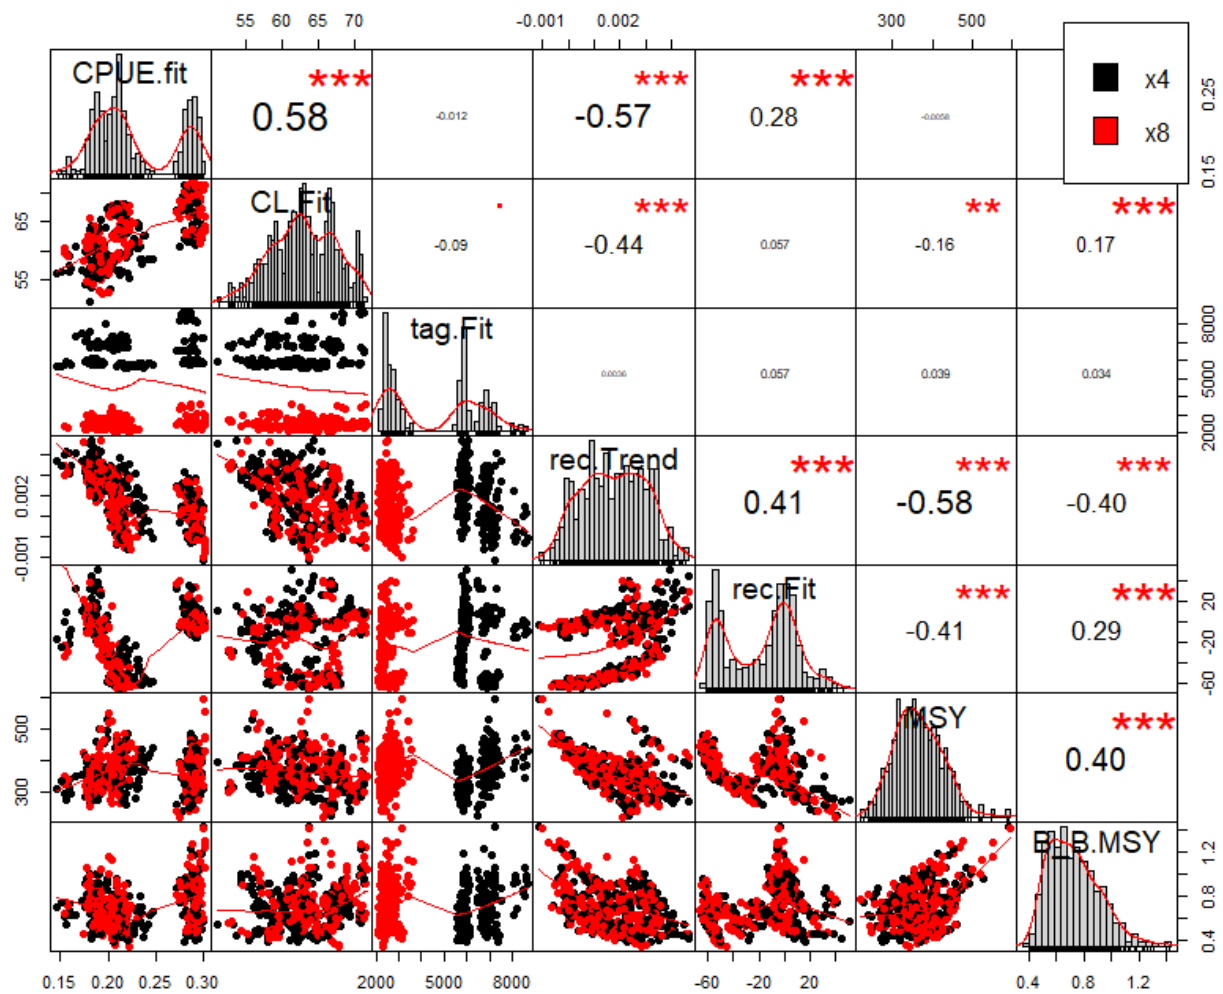 55 60 65 70 -0.001 0.002 300 500
CPUE.fit 0.58 *** -0.012 -0.57 *** 0.28 *** -0.0058 0.15 0.25
x4
x8
55 65 CL.Fit -0.09 . -0.44 *** 0.057 -0.16 ** 0.17 ***
tag.Fit 0.0036 0.057 0.039 0.034 2000 5000 8000
-0.001 0.002 rec.Trend 0.41 *** -0.58 *** -0.40 ***
rec.Fit -0.41 *** 0.29 *** -60 -20 20
300 500 MSY 0.40 ***
B.MSY 0.4 0.8 1.2
0.15 0.20 0.25 0.30 2000 5000 8000 -60 -20 20 0.4 0.8 1.2